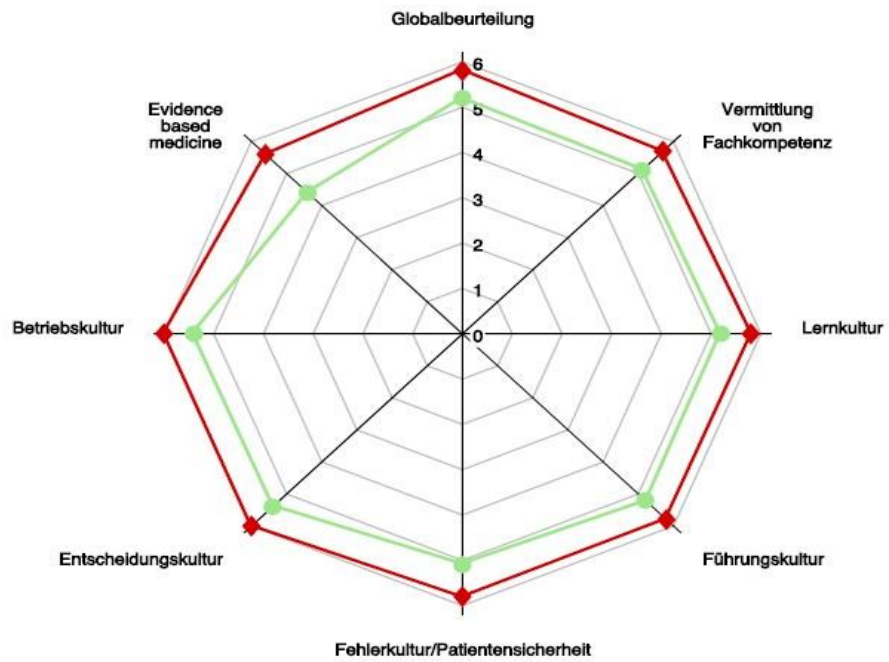 Globalbeurteilung
6
5
4
3
2
1
0
Evidence
based
medicine
Vermittlung
von
Fachkompetenz
Betriebskultur
Lernkultur
Entscheidungskultur
Führungskultur
Fehlerkultur/Patientensicherheit